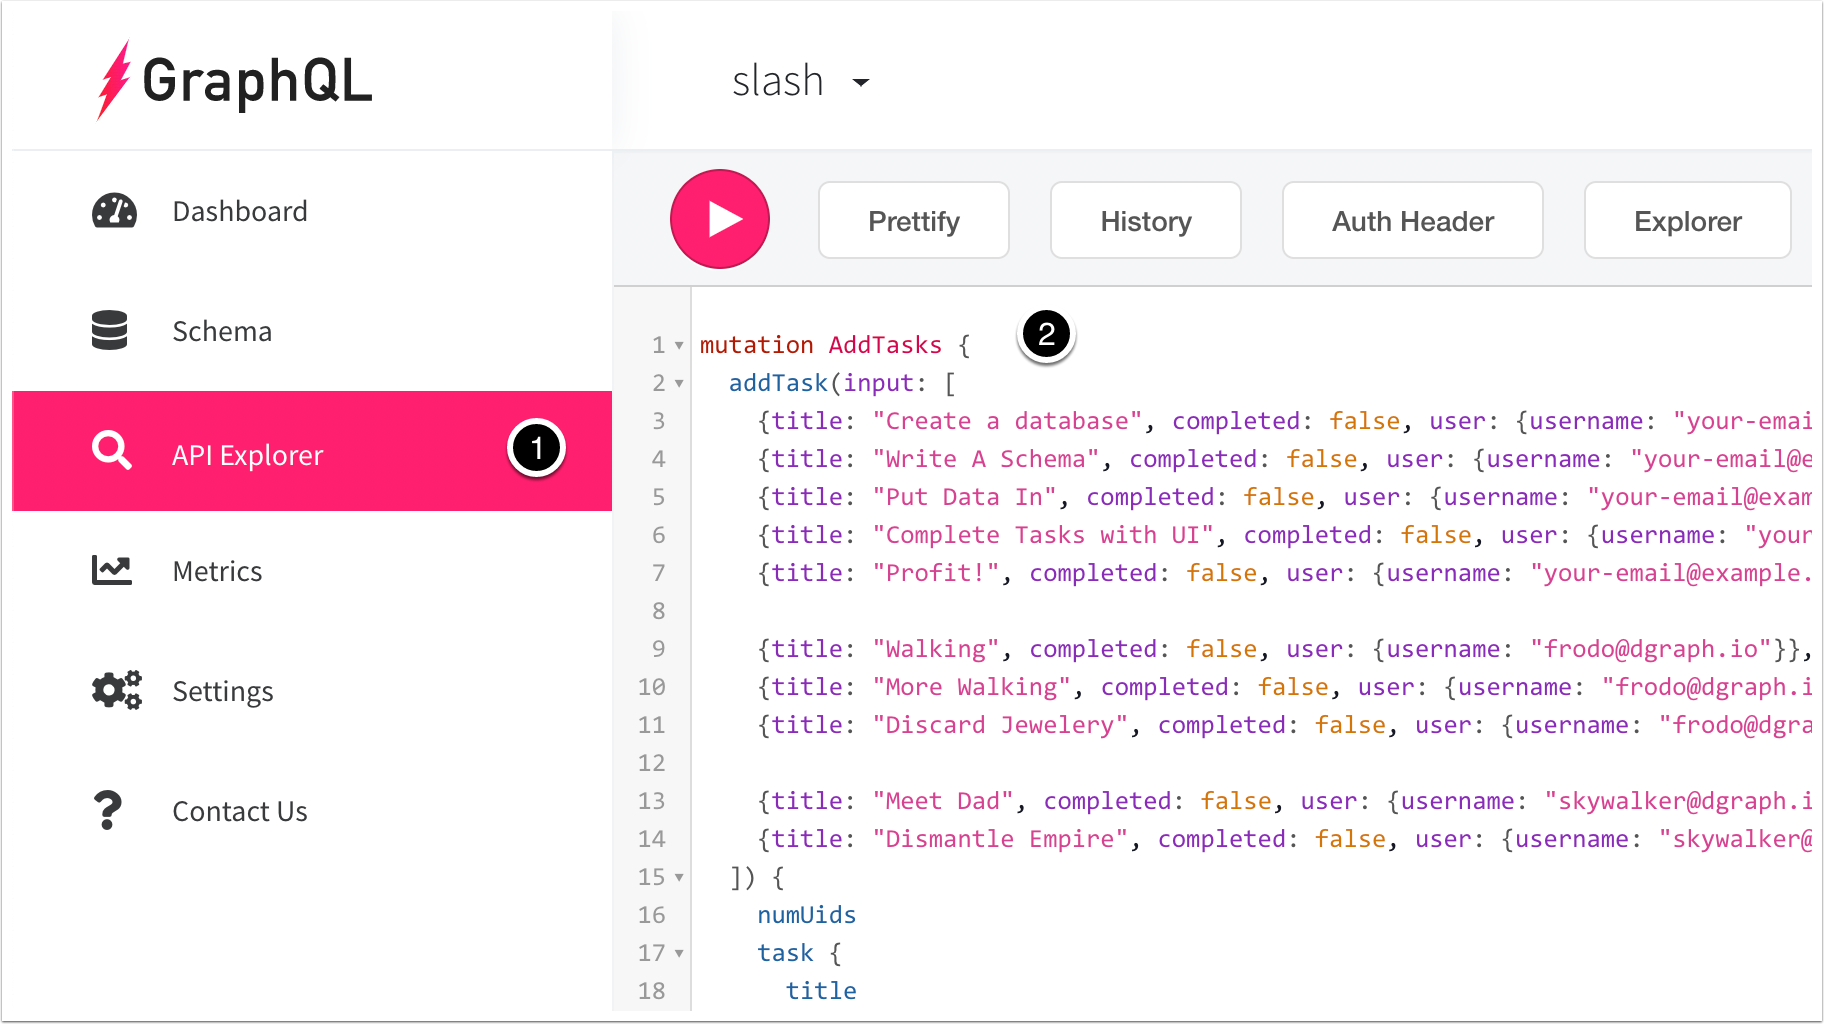 GraphQL
slash
Dashboard
Schema
API Explorer
1
Metrics
Settings
Contact Us
Prettify
History
Auth Header
Explorer
2
1 mutation AddTasks {
2 addTask(input: [
3 {title: "Create a database", completed: false, user: {username: "your-emai
4 {title: "Write A Schema", completed: false, user: {username: "your-email@e
5 {title: "Put Data In", completed: false, user: {username: "your-email@exam
6 {title: "Complete Tasks with UI", completed: false, user: {username: "your
7 {title: "Profit!", completed: false, user: {username: "your-email@example.
8
9 {title: "Walking", completed: false, user: {username: "frodo@dgraph.io"}},
10 {title: "More Walking", completed: false, user: {username: "frodo@dgraph.i
11 {title: "Discard Jewelery", completed: false, user: {username: "frodo@dgra
12
13 {title: "Meet Dad", completed: false, user: {username: "skywalker@dgraph.i
14 {title: "Dismantle Empire", completed: false, user: {username: "skywalker@
15 ]) {
16 numUids
17 task {
18 title